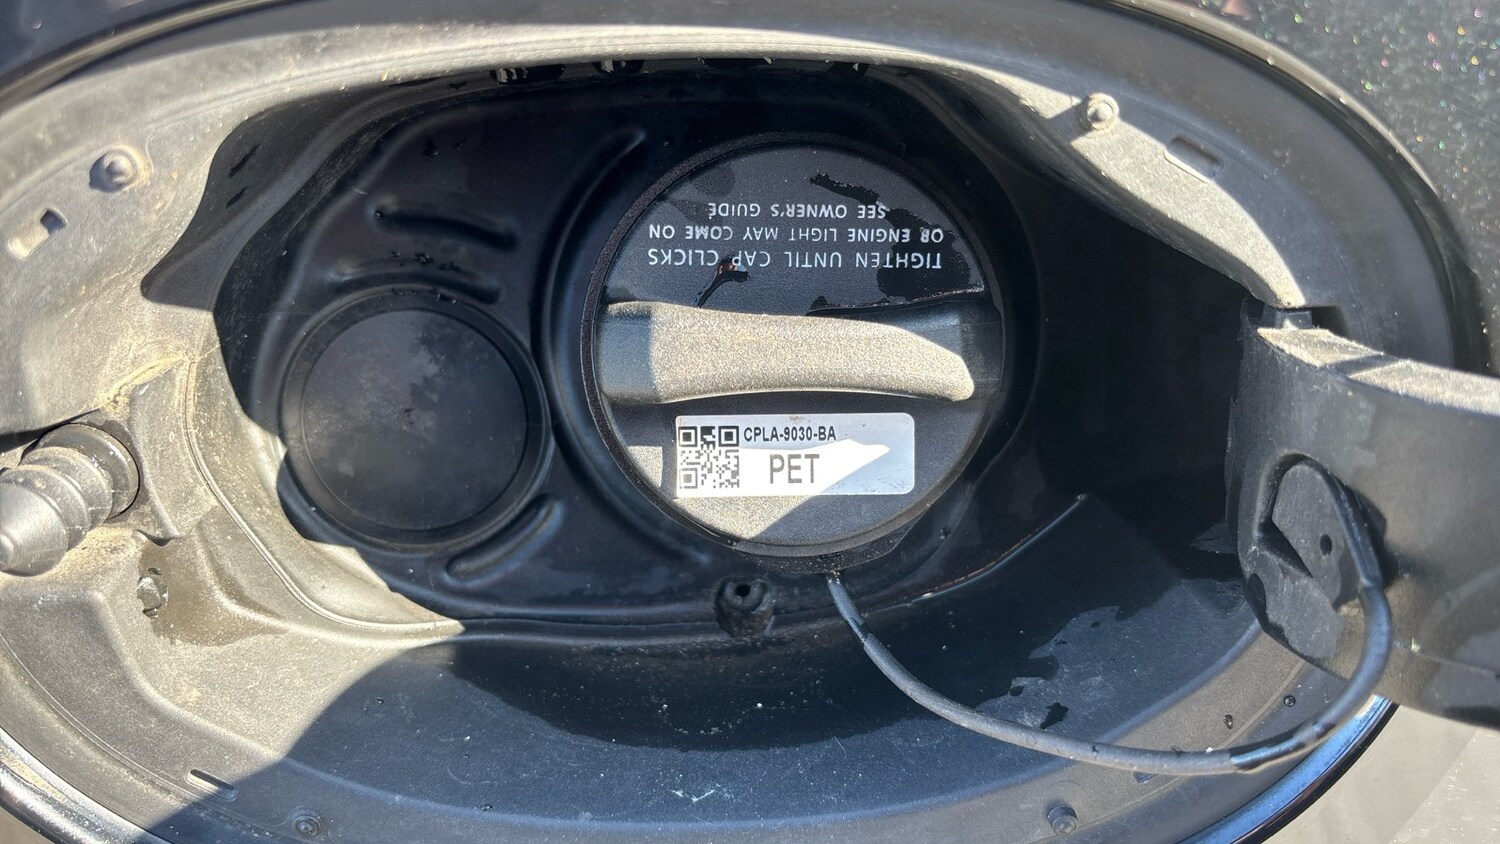 TIGHTEN UNTIL CAP CLICKS
OR ENGINE LIGHT MAY COME ON
SEE OWNER'S GUIDE
CPLA-9030-BA
PET